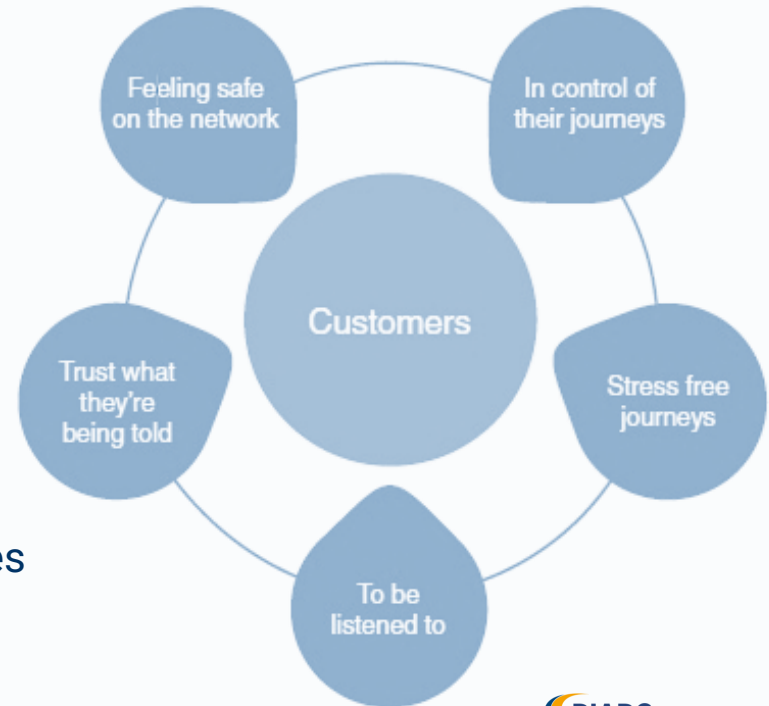 Feeling safe
on the network
In control of
their journeys
Customers
Trust what
they're
being told
Stress free
journeys
To be
listened to